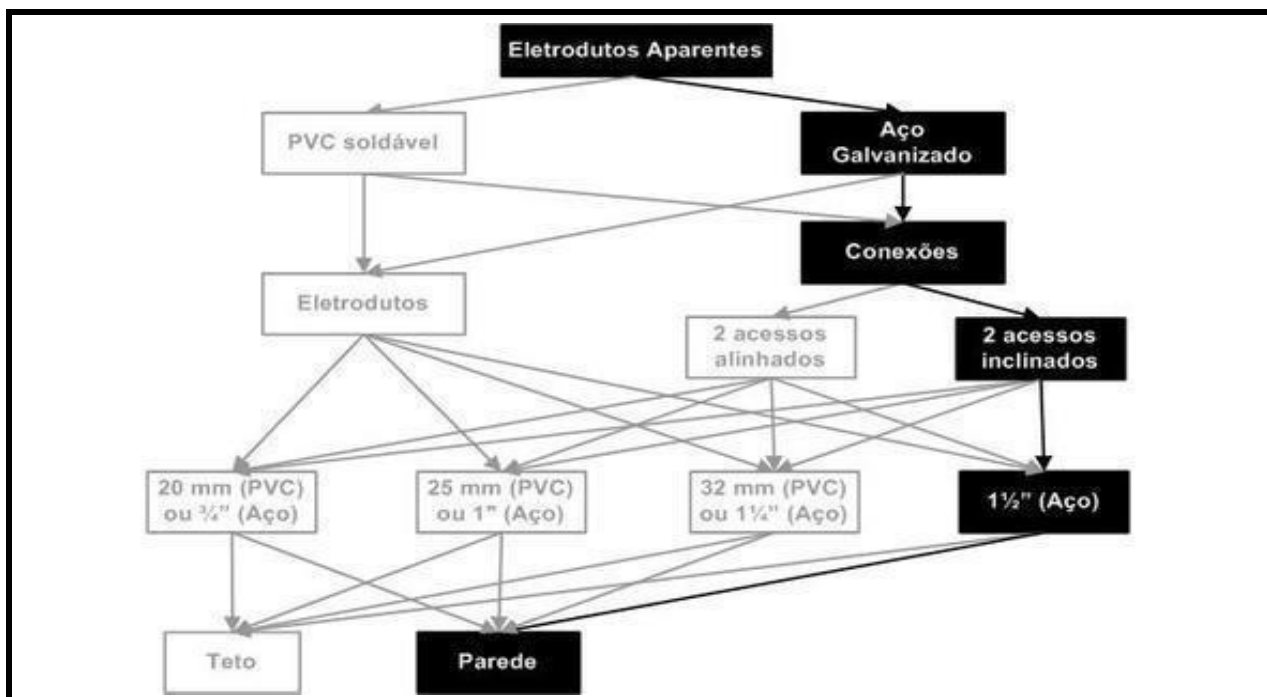 Eletrodutos Aparentes
PVC soldável
Aço
Galvanizado
Conexões
Eletrodutos
2 acessos
alinhados
2 acessos
inclinados
20 mm (PVC)
ou ¾” (Aço)
25 mm (PVC)
ou 1" (Aço)
32 mm (PVC)
ou 1¼” (Aço)
1½” (Aço)
Teto
Parede